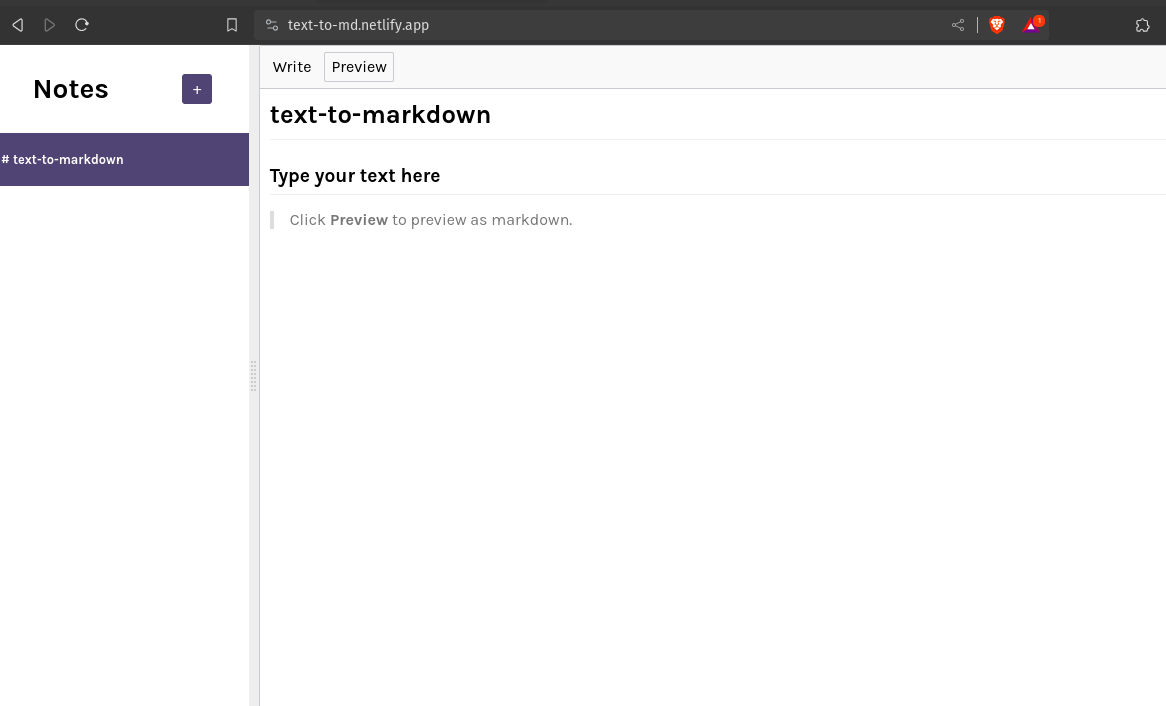 text-to-md.netlify.app
1
Notes
+
Write
Preview
# text-to-markdown
text-to-markdown
Type your text here
Click Preview to preview as markdown.